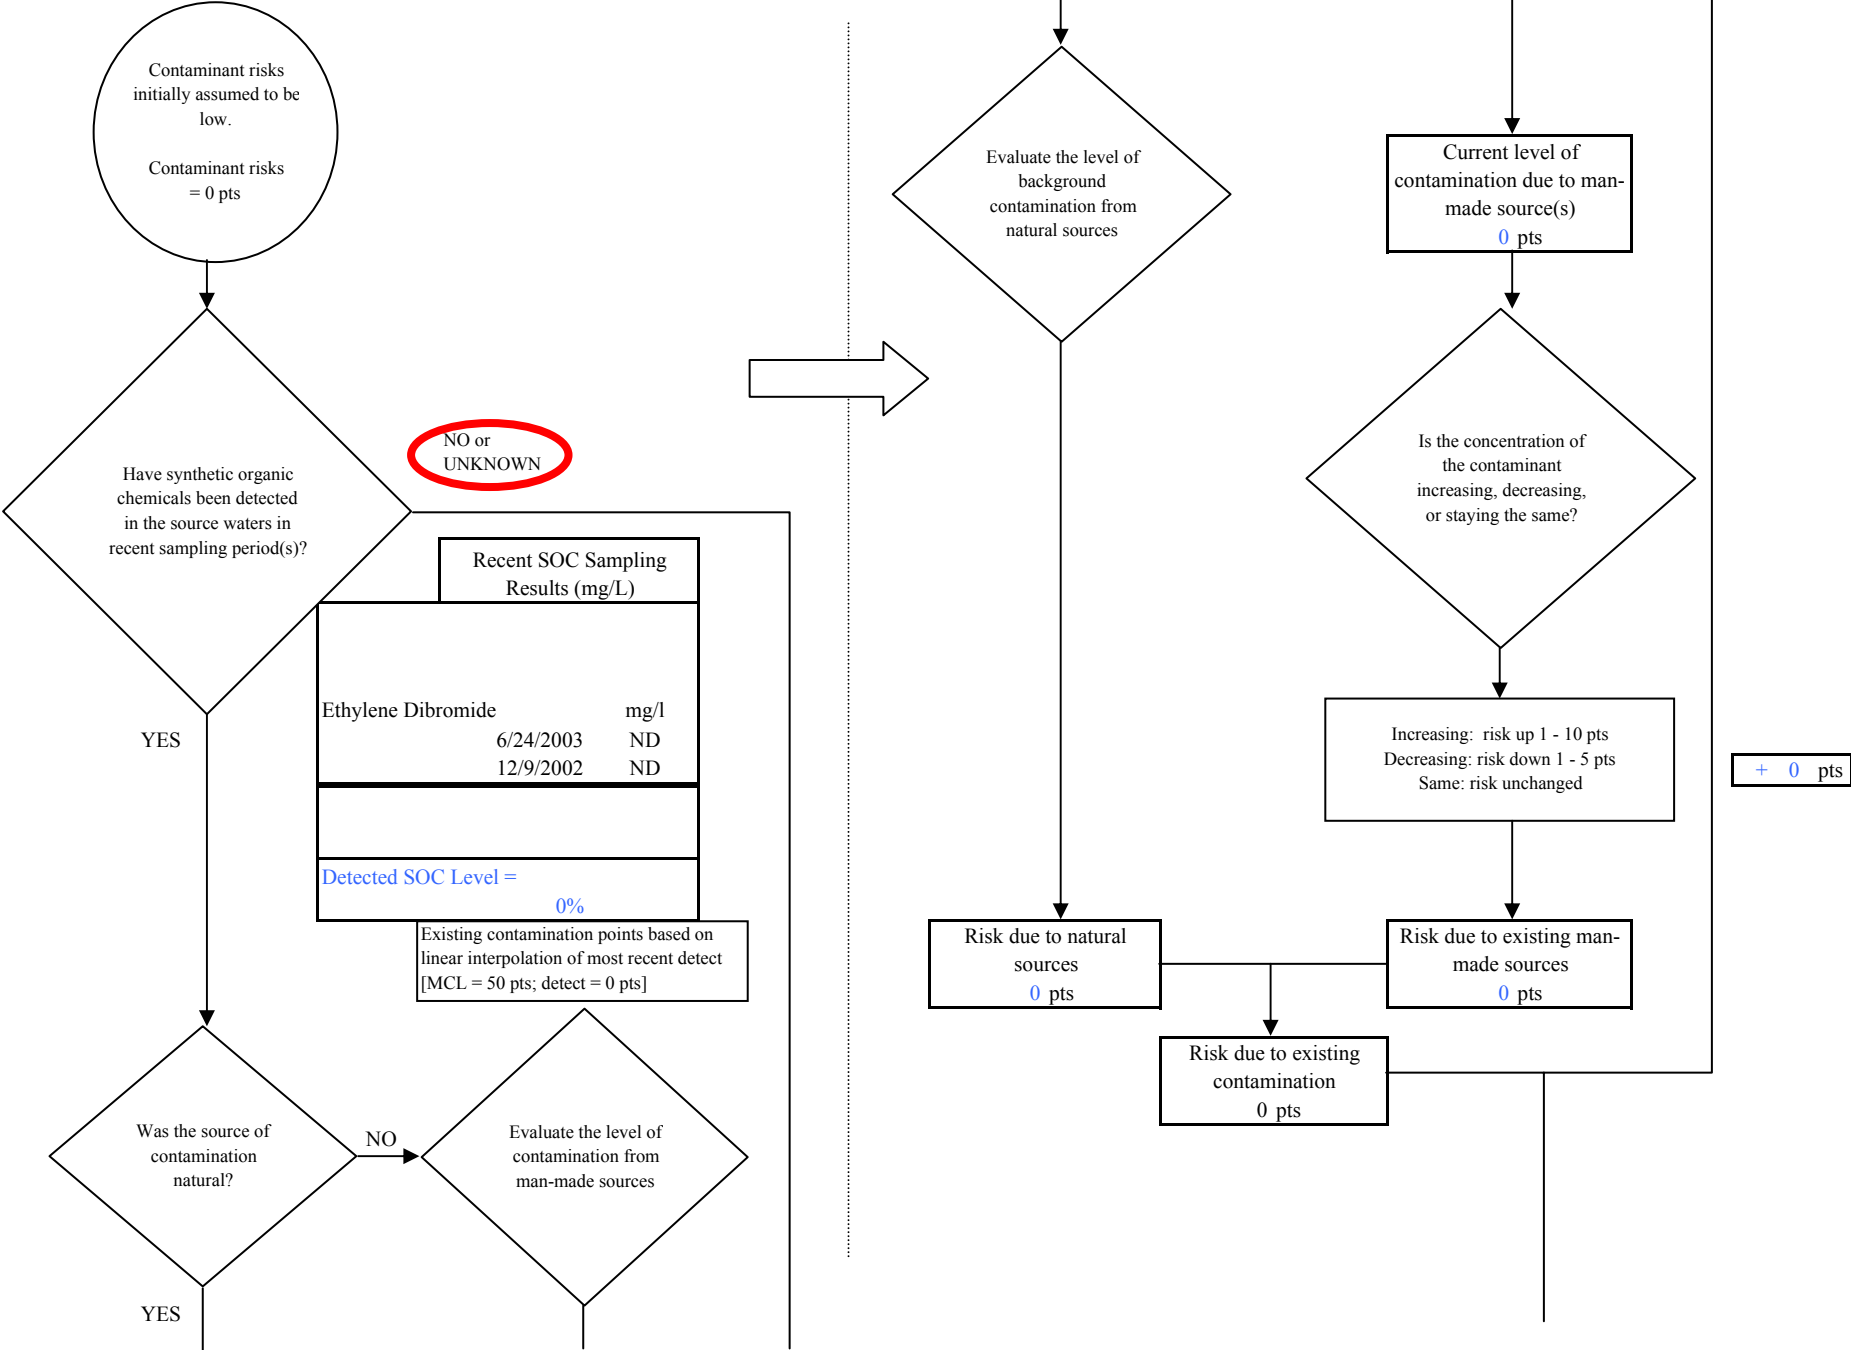 Contaminant risks
initially assumed to be
low.
Contaminant risks
= 0 pts
Have synthetic organic
chemicals been detected
in the source waters in
recent sampling period(s)?
NO or
UNKNOWN
YES
Recent SOC Sampling
Results (mg/L)
Ethylene Dibromide mg/l
6/24/2003 ND
12/9/2002 ND
Detected SOC Level =
0%
Existing contamination points based on
linear interpolation of most recent detect
[MCL = 50 pts; detect = 0 pts]
Was the source of
contamination
natural?
NO
YES
Evaluate the level of
contamination from
man-made sources
Evaluate the level of
background
contamination from
natural sources
Current level of
contamination due to man-
made source(s)
0 pts
Is the concentration of
the contaminant
increasing, decreasing,
or staying the same?
Increasing: risk up 1 - 10 pts
Decreasing: risk down 1 - 5 pts
Same: risk unchanged
+ 0 pts
Risk due to natural
sources
0 pts
Risk due to existing man-
made sources
0 pts
Risk due to existing
contamination
0 pts